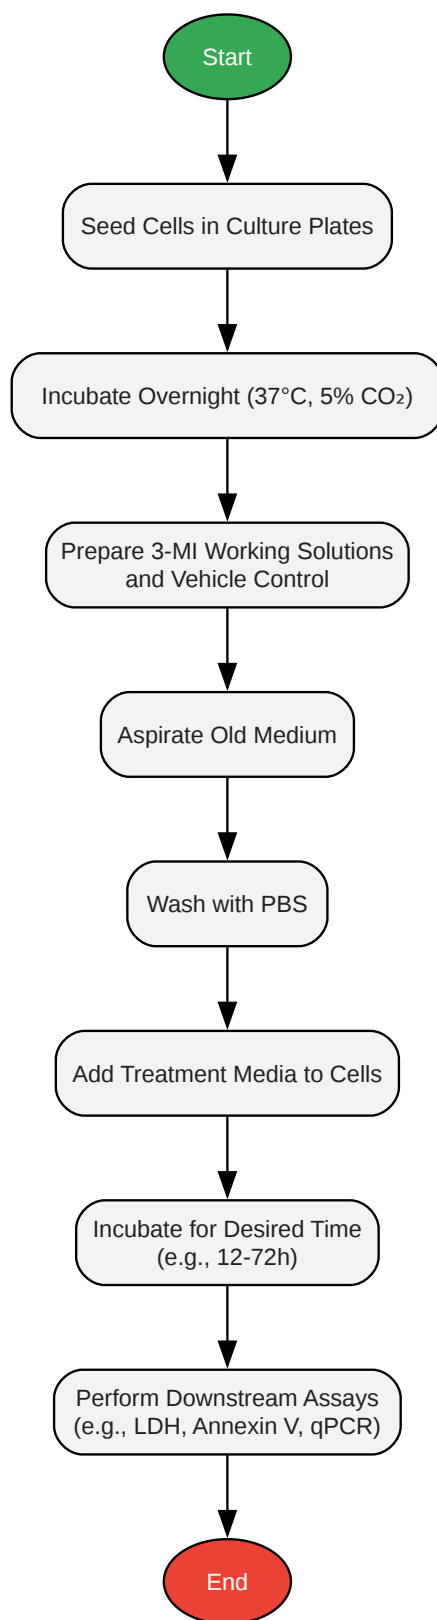 Start
Seed Cells in Culture Plates
Incubate Overnight (37°C, 5% CO₂)
Prepare 3-MI Working Solutions
and Vehicle Control
Aspirate Old Medium
Wash with PBS
Add Treatment Media to Cells
Incubate for Desired Time
(e.g., 12-72h)
Perform Downstream Assays
(e.g., LDH, Annexin V, qPCR)
End